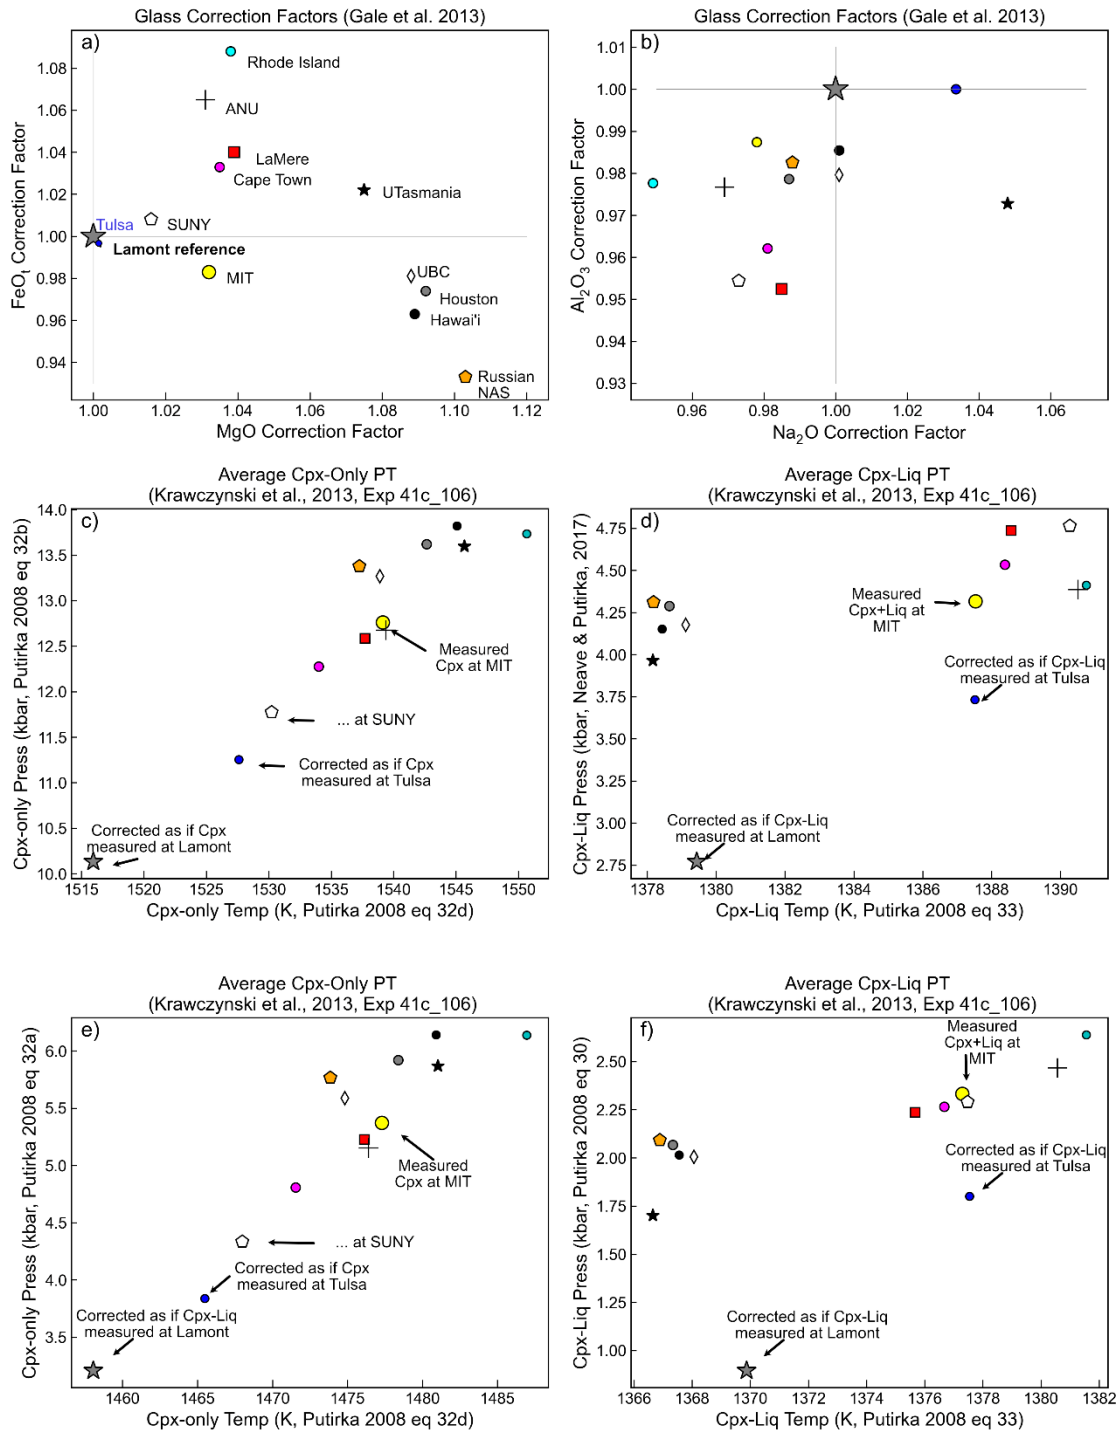 Glass Correction Factors (Gale et al. 2013)
a)
1.08
1.06
1.04
1.02
1.00
0.98
0.96
0.94
FeOt Correction Factor
Rhode Island
ANU
LaMere
Cape Town
UTasmania
SUNY
Tulsa
Lamont reference
MIT
UBC
Houston
Hawai'i
Russian
NAS
1.00 1.02 1.04 1.06 1.08 1.10 1.12
MgO Correction Factor
Glass Correction Factors (Gale et al. 2013)
b)
1.01
1.00
0.99
0.98
0.97
0.96
0.95
0.94
0.93
Al2O3 Correction Factor
0.96 0.98 1.00 1.02 1.04 1.06
Na2O Correction Factor
Average Cpx-Only PT
(Krawczynski et al., 2013, Exp 41c_106)
c)
14.0
13.5
13.0
12.5
12.0
11.5
11.0
10.5
10.0
Cpx-only Press (kbar, Putirka 2008 eq 32b)
Measured
Cpx at MIT
... at SUNY
Corrected as if Cpx
measured at Tulsa
Corrected as if Cpx
measured at Lamont
1515 1520 1525 1530 1535 1540 1545 1550
Cpx-only Temp (K, Putirka 2008 eq 32d)
Average Cpx-Liq PT
(Krawczynski et al., 2013, Exp 41c_106)
d)
4.75
4.50
4.25
4.00
3.75
3.50
3.25
3.00
2.75
Cpx-Liq Press (kbar, Neave & Putirka, 2017)
Measured
Cpx+Liq at
MIT
Corrected as if Cpx-Liq
measured at Tulsa
Corrected as if Cpx-Liq
measured at Lamont
1378 1380 1382 1384 1386 1388 1390
Cpx-Liq Temp (K, Putirka 2008 eq 33)
Average Cpx-Only PT
(Krawczynski et al., 2013, Exp 41c_106)
e)
6.0
5.5
5.0
4.5
4.0
3.5
Cpx-only Press (kbar, Putirka 2008 eq 32a)
Measured
Cpx at MIT
... at SUNY
Corrected as if Cpx
measured at Tulsa
Corrected as if Cpx-Liq
measured at Lamont
1460 1465 1470 1475 1480 1485
Cpx-only Temp (K, Putirka 2008 eq 32d)
Average Cpx-Liq PT
(Krawczynski et al., 2013, Exp 41c_106)
f)
2.50
2.25
2.00
1.75
1.50
1.25
1.00
Cpx-Liq Press (kbar, Putirka 2008 eq 30)
Measured
Cpx+Liq at
MIT
Corrected as if Cpx-Liq
measured at Tulsa
Corrected as if Cpx-Liq
measured at Lamont
1366 1368 1370 1372 1374 1376 1378 1380 1382
Cpx-Liq Temp (K, Putirka 2008 eq 33)